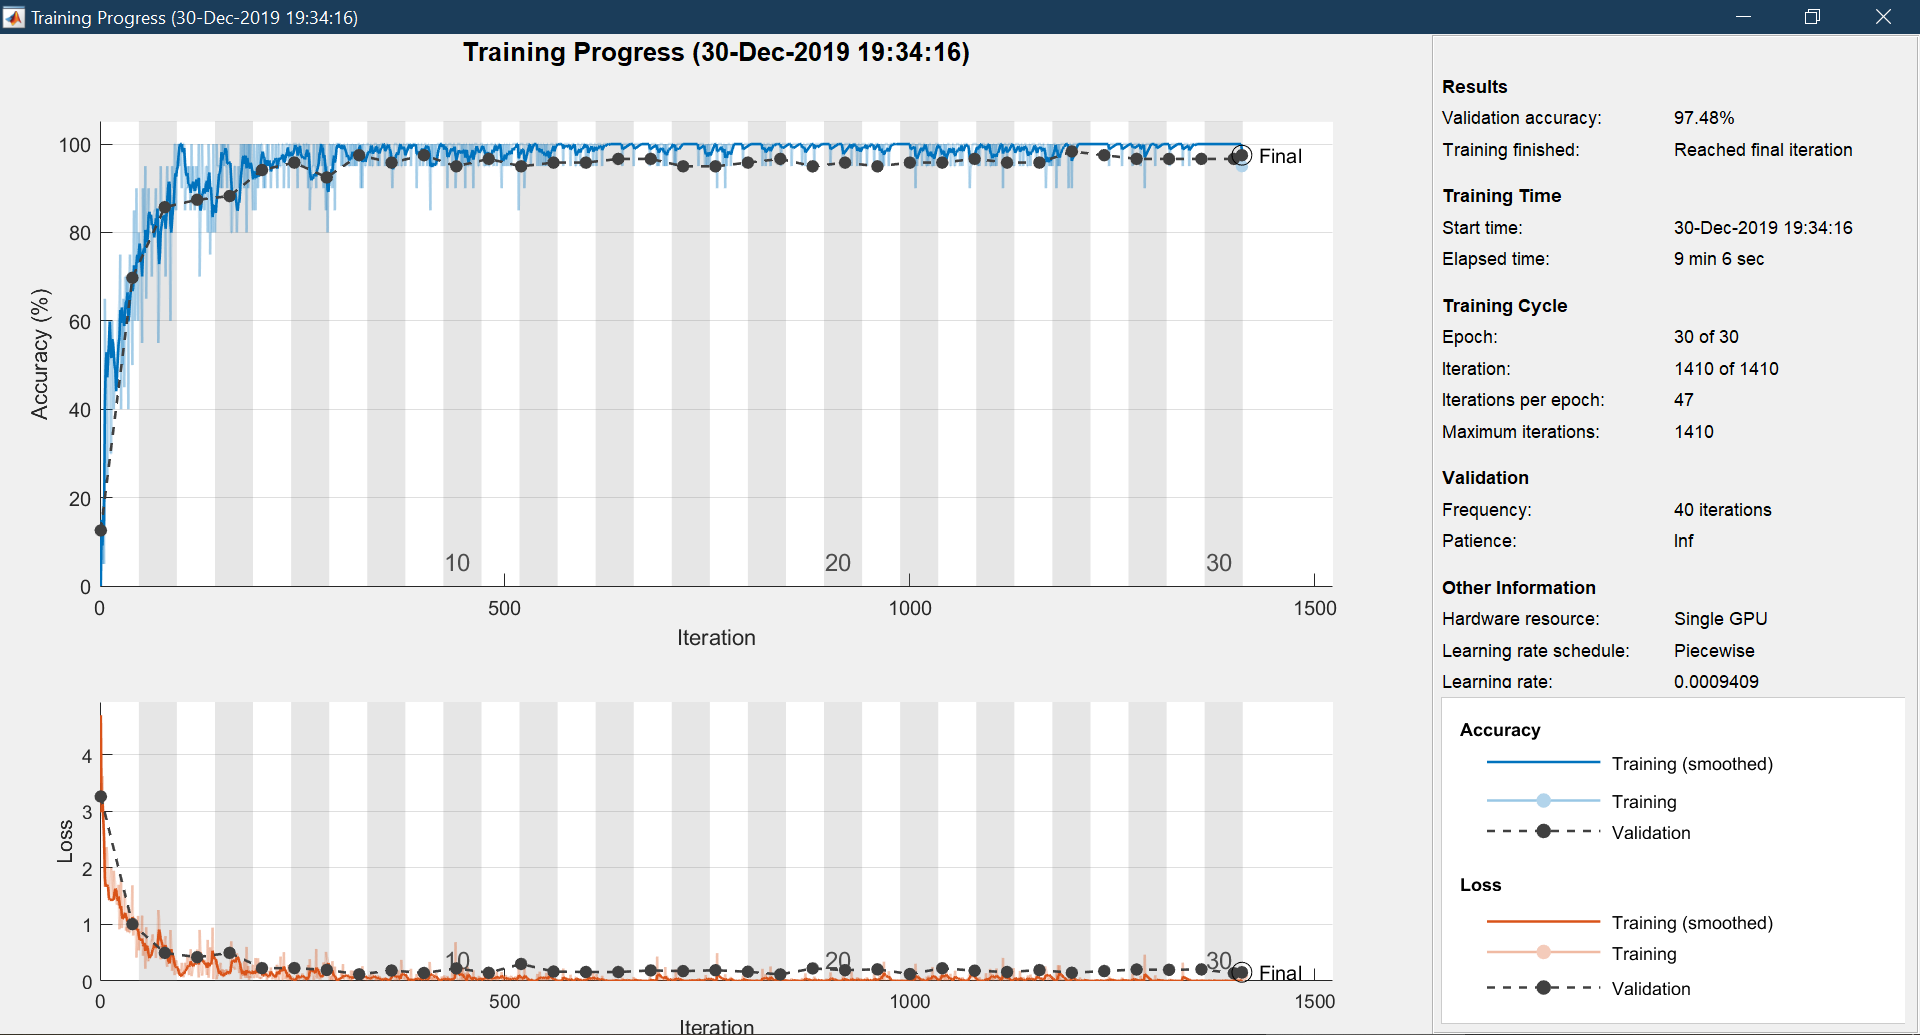 Training Progress (30-Dec-2019 19:34:16)
Training Progress (30-Dec-2019 19:34:16)
100
80
60
40
20
0
Accuracy (%)
10
20
30
Final
0
500
1000
1500
Iteration
4
3
2
1
0
Loss
10
20
30
Final
0
500
1000
1500
Iteration
Results
Validation accuracy: 97.48%
Training finished: Reached final iteration
Training Time
Start time: 30-Dec-2019 19:34:16
Elapsed time: 9 min 6 sec
Training Cycle
Epoch: 30 of 30
Iteration: 1410 of 1410
Iterations per epoch: 47
Maximum iterations: 1410
Validation
Frequency: 40 iterations
Patience: Inf
Other Information
Hardware resource: Single GPU
Learning rate schedule: Piecewise
Learning rate: 0.0009409
Accuracy
Training (smoothed)
Training
Validation
Loss
Training (smoothed)
Training
Validation